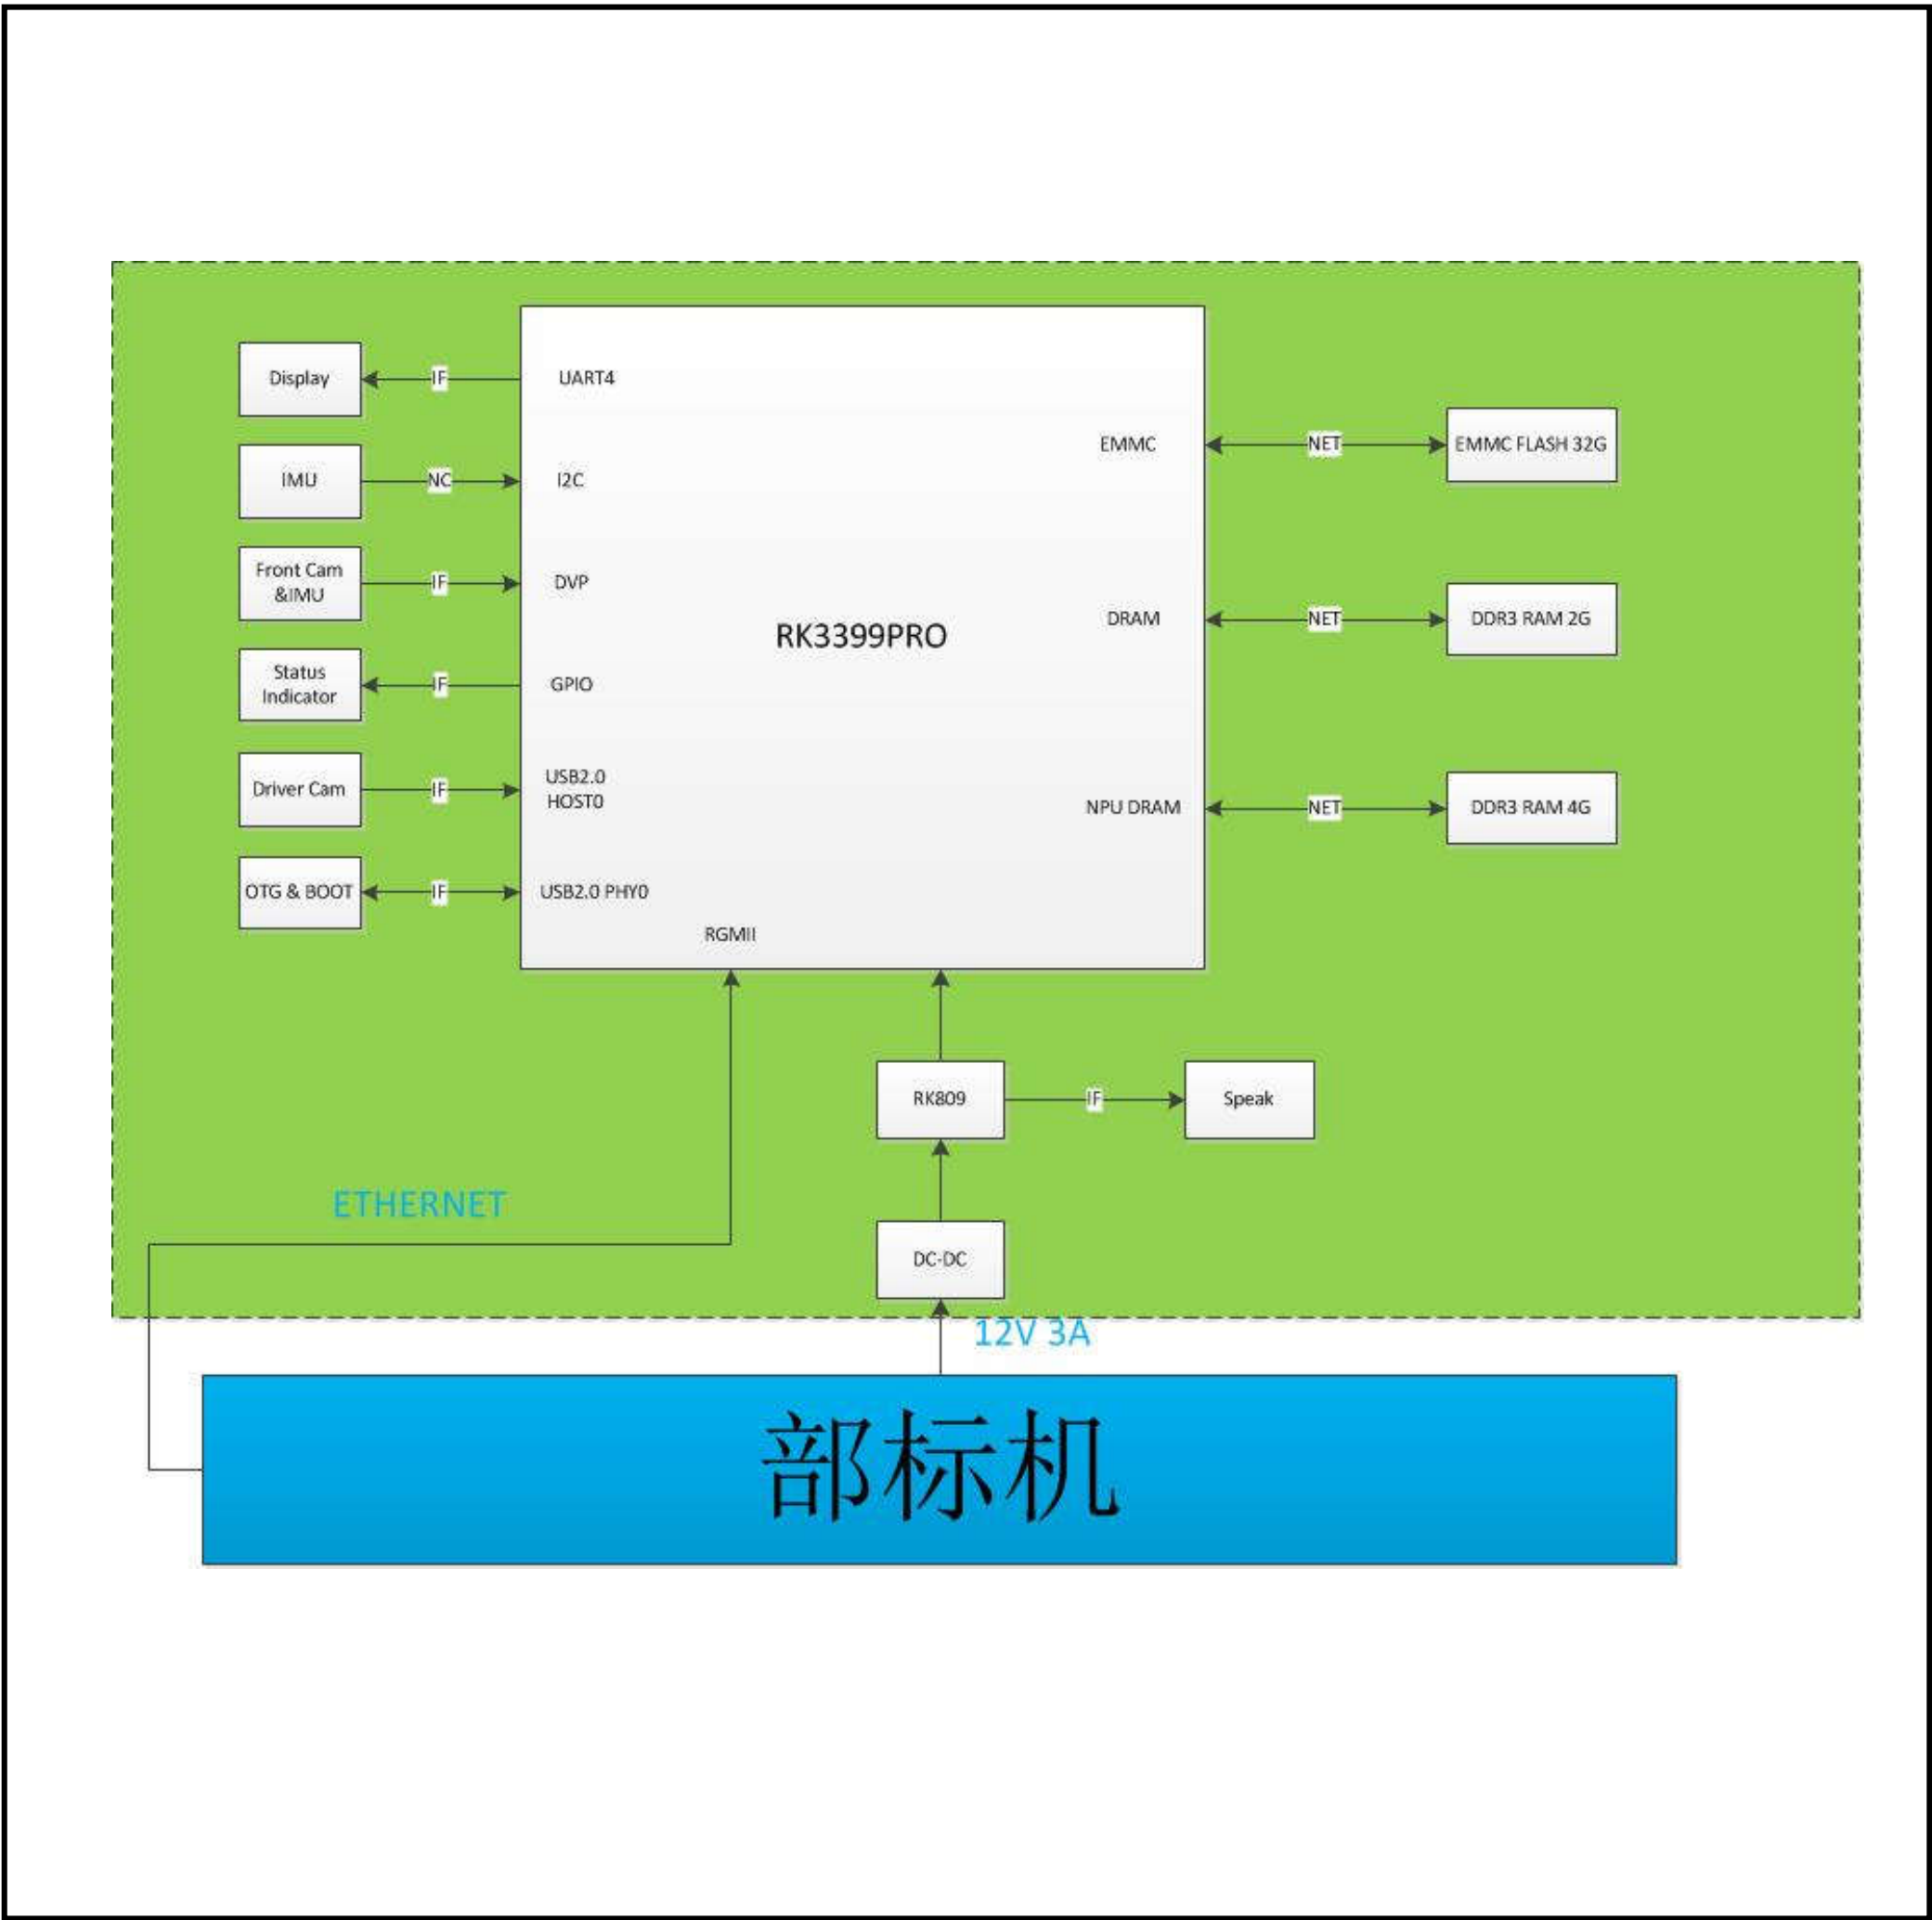 Display
IF
UART4
IMU
NC
I2C
Front Cam
&IMU
IF
DVP
Status
Indicator
IF
GPIO
Driver Cam
IF
USB2.0
HOST0
OTG & BOOT
IF
USB2.0 PHY0
RGMII
RK3399PRO
EMMC
NET
EMMC FLASH 32G
DRAM
NET
DDR3 RAM 2G
NPU DRAM
NET
DDR3 RAM 4G
RK809
IF
Speak
ETHERNET
DC-DC
12V 3A
部标机